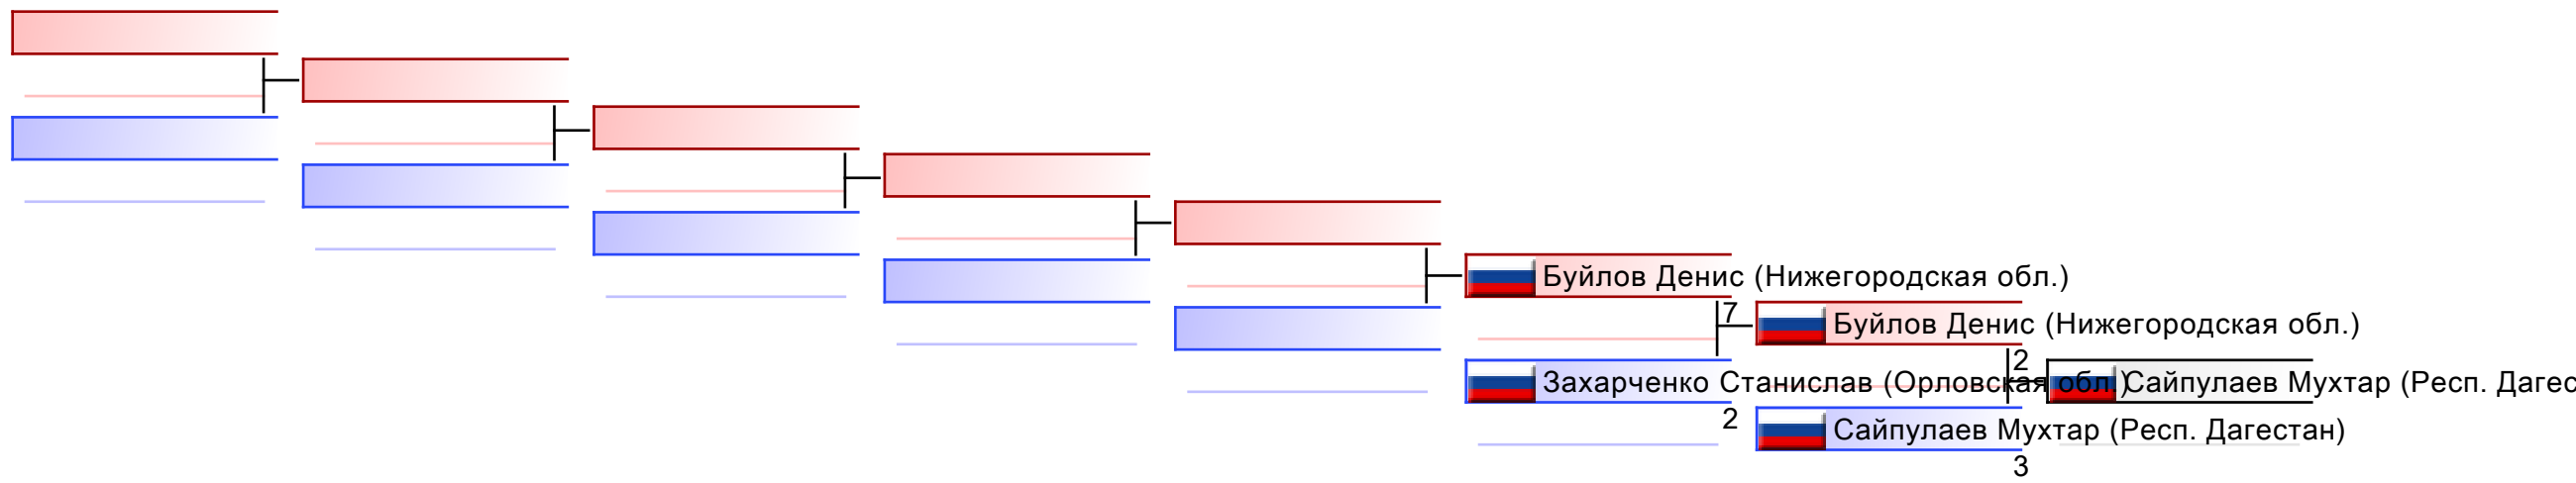 Буйлов Денис (Нижегородская обл.)
7
Буйлов Денис (Нижегородская обл.)
2
Захарченко Станислав (Орловская обл.)
Сайпулаев Мухтар (Респ. Дагес
2
Сайпулаев Мухтар (Респ. Дагестан)
3